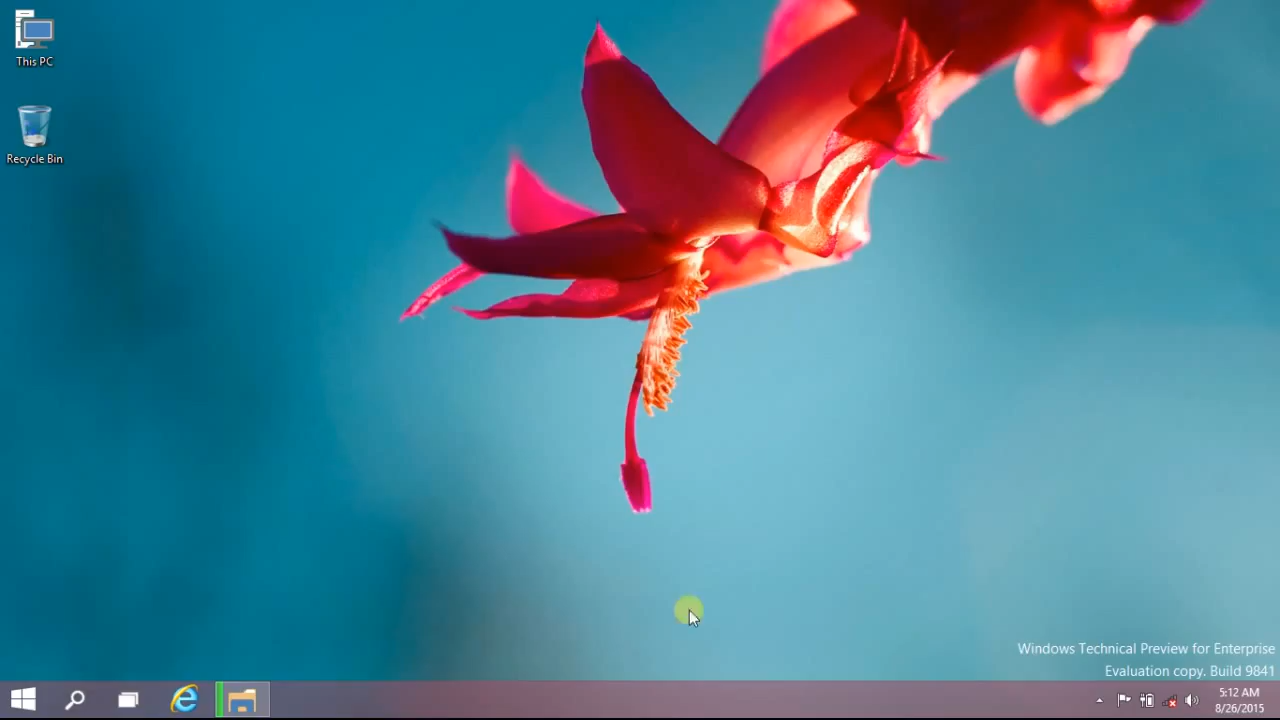 This PC
Recycle Bin
Windows Technical Preview for Enterprise
Evaluation copy. Build 9841
5:12 AM
8/26/2015